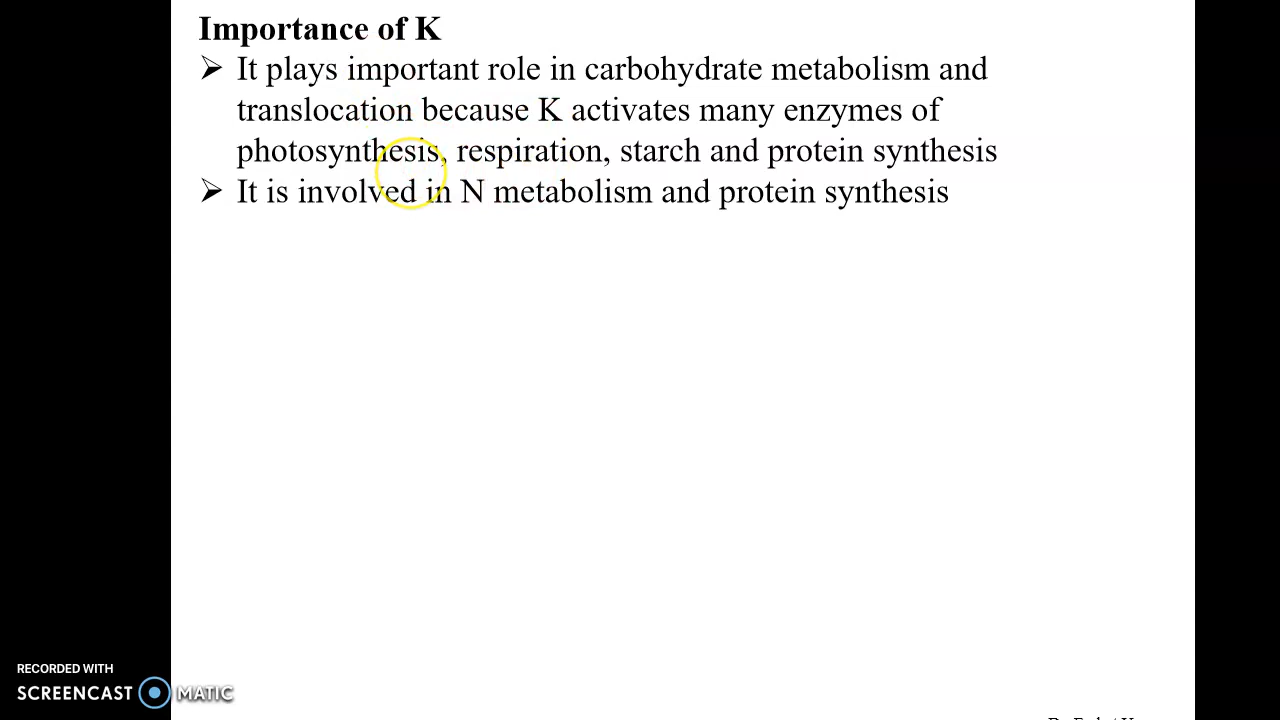 Importance of K
➢ It plays important role in carbohydrate metabolism and
translocation because K activates many enzymes of
photosynthesis, respiration, starch and protein synthesis
➢ It is involved in N metabolism and protein synthesis
RECORDED WITH
SCREENCAST MATIC